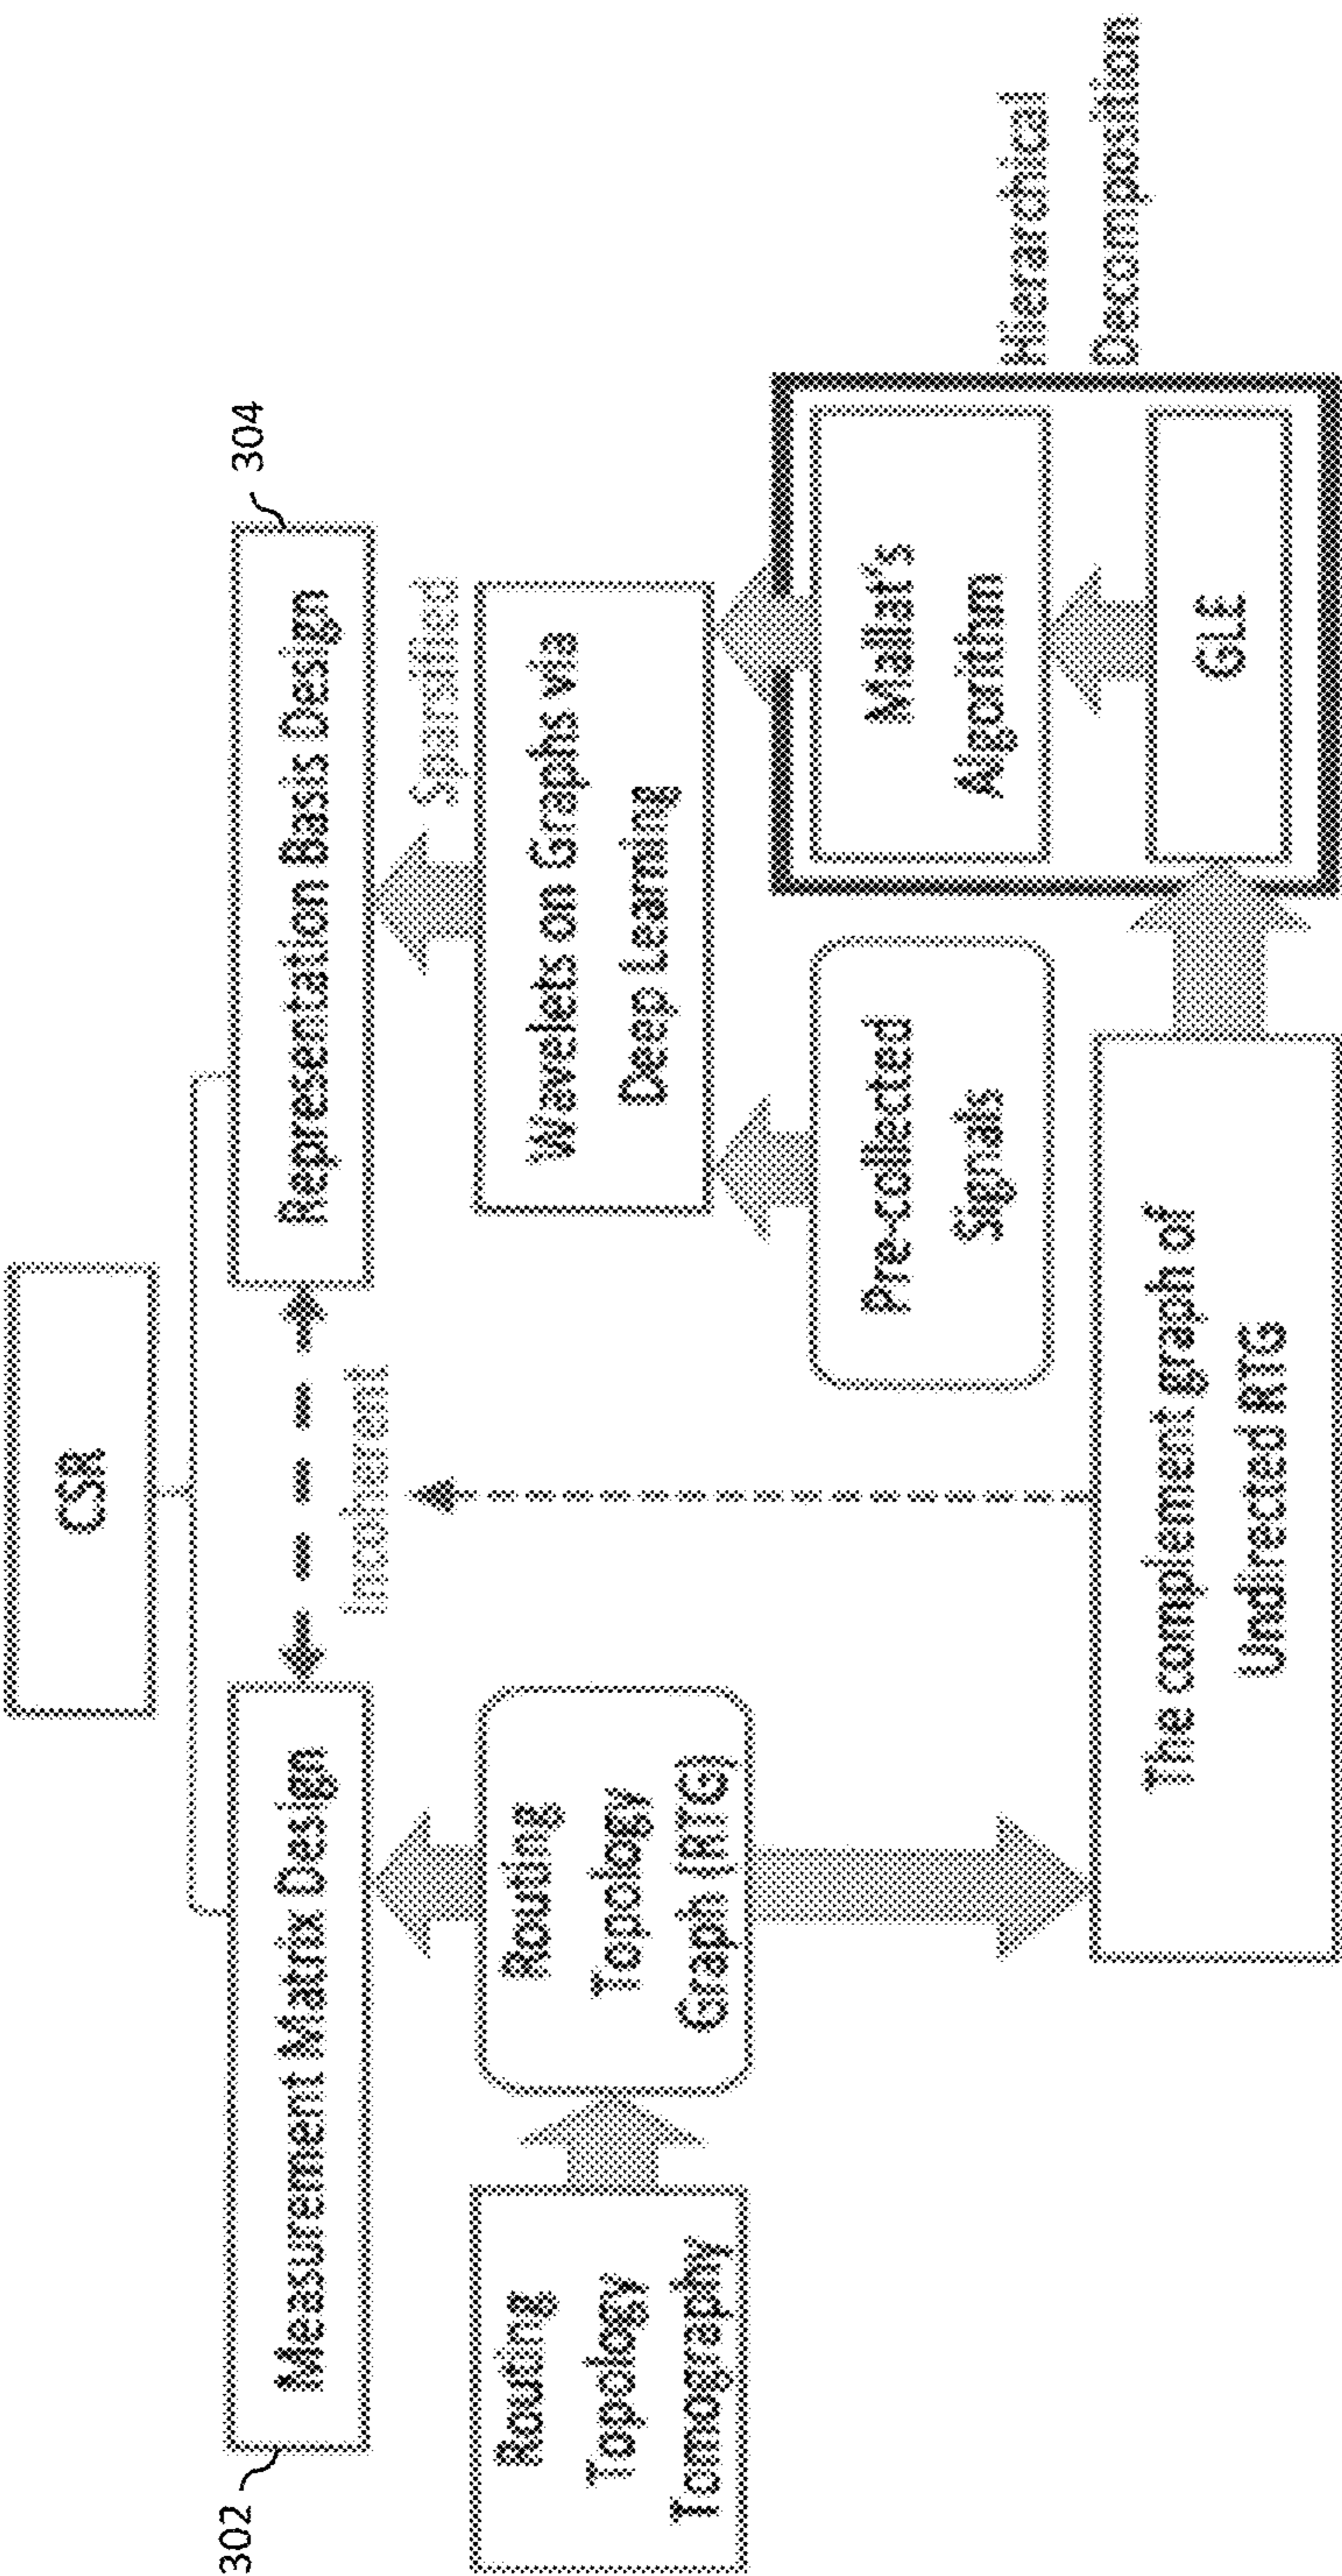 CSR
302
Measurement Matrix Design
Representation Basis Design
304
Incoherent
Sparsified
Routing
Topology
Tomography
Routing
Topology
Graph (RTG)
Wavelets on Graphs via
Deep Learning
Pre-collected
Signals
Mallat's
Algorithm
Hierarchical
Decomposition
The complement graph of
Undirected RTG
GLE